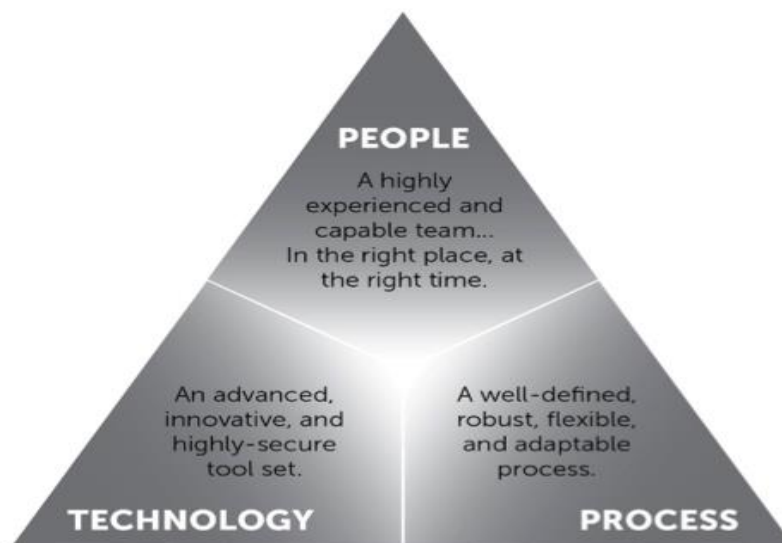 PEOPLE
A highly
experienced and
capable team...
In the right place, at
the right time.
An advanced,
innovative, and
highly-secure
tool set.
TECHNOLOGY
A well-defined,
robust, flexible,
and adaptable
process.
PROCESS